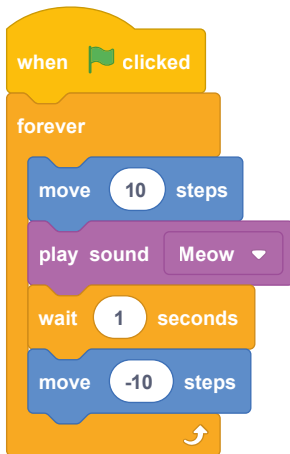 when clicked
forever
move 10 steps
play sound Meow
wait 1 seconds
move -10 steps